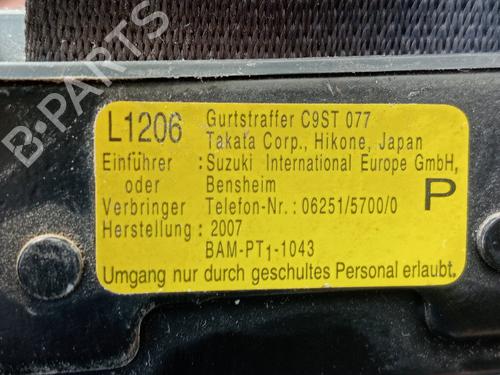 L1206 Gurtstraffer C9ST 077
Takata Corp., Hikone, Japan
Einführer : Suzuki International Europe GmbH,
oder Bensheim
Verbringer Telefon-Nr.: 06251/5700/0
P
Herstellung : 2007
BAM-PT1-1043
Umgang nur durch geschultes Personal erlaubt.